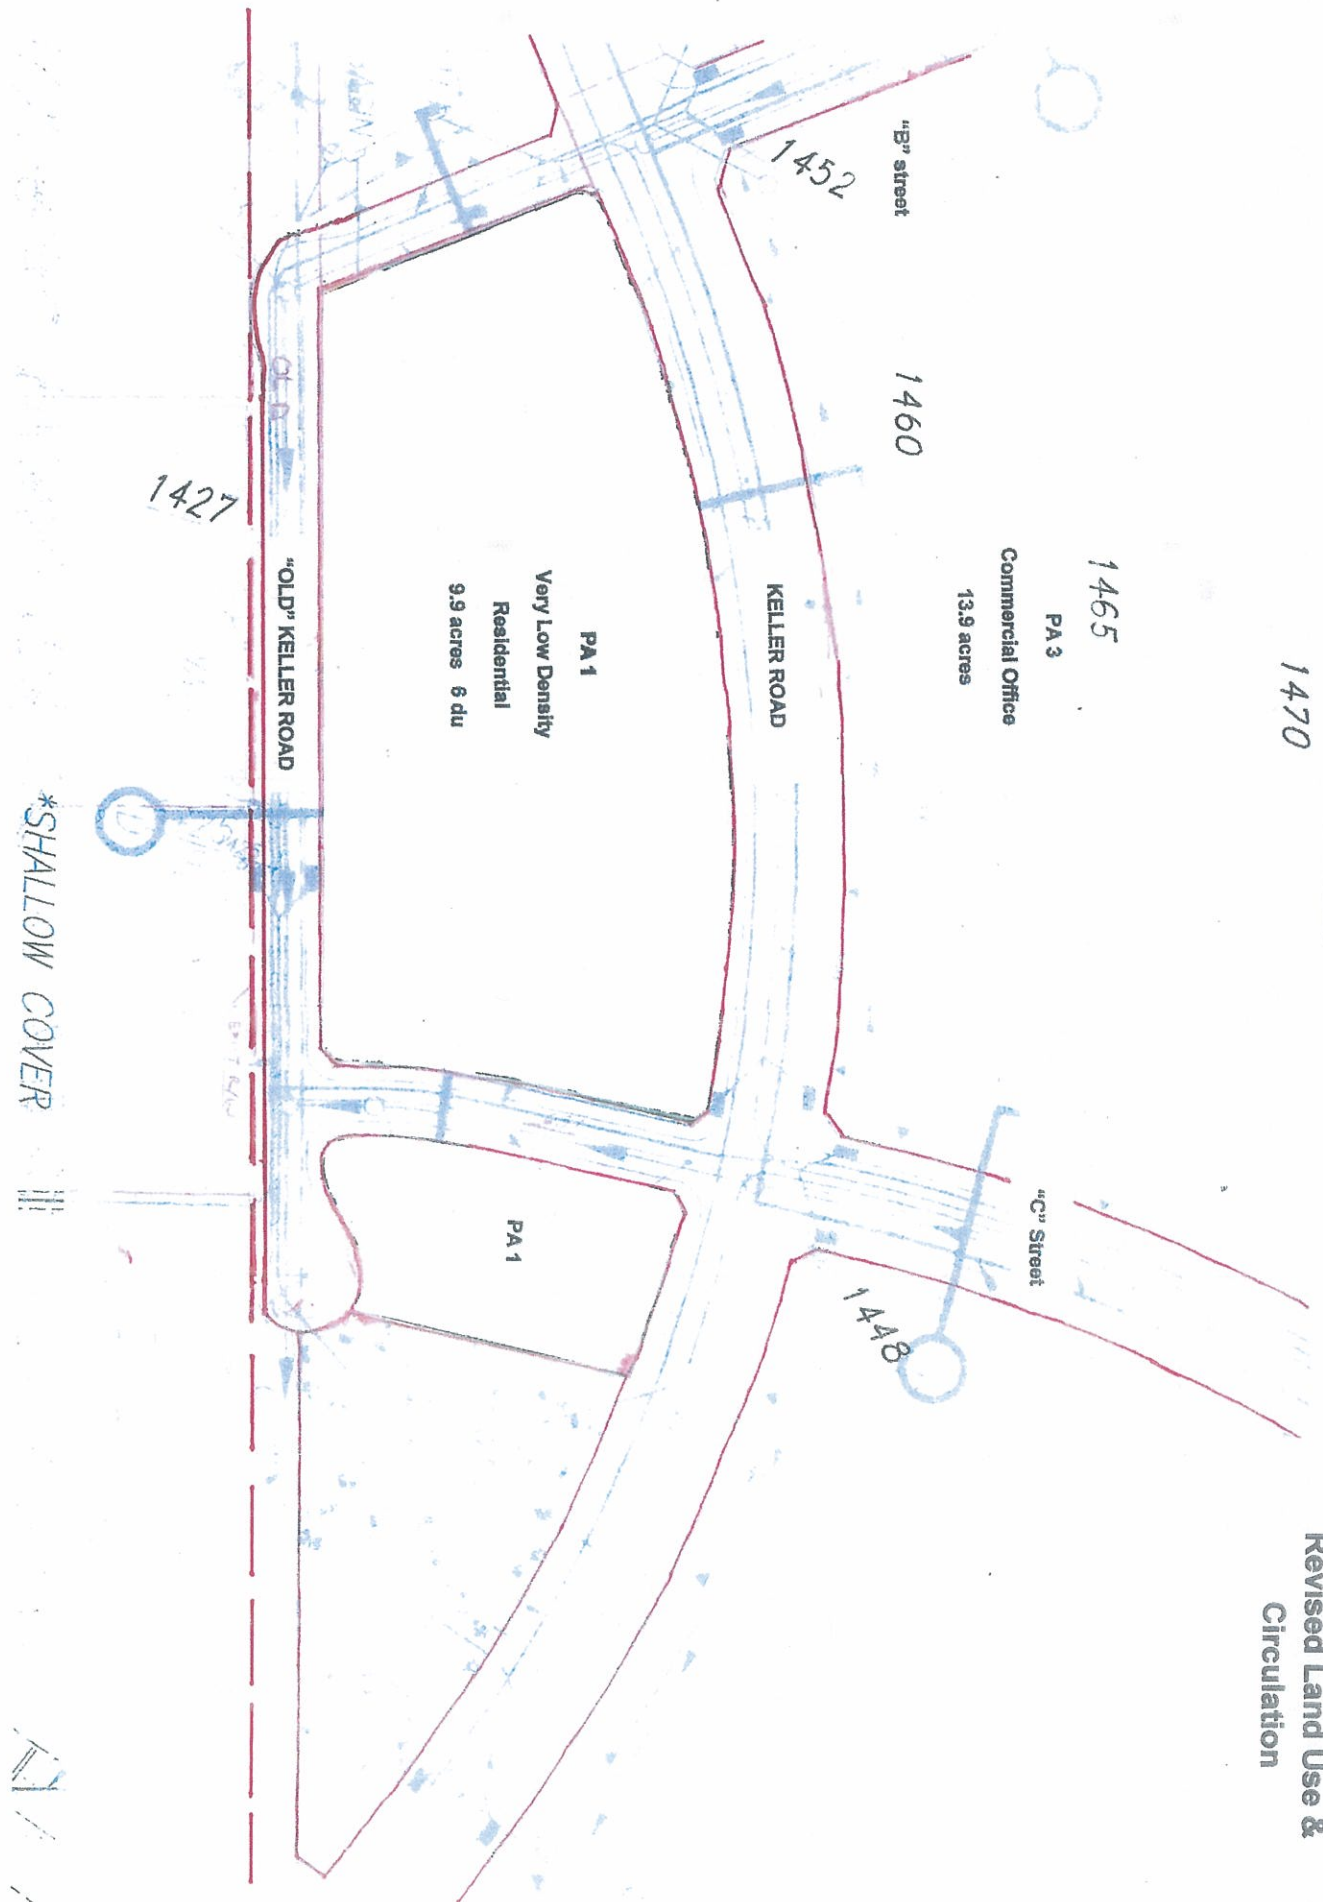 Revised Land Use &
Circulation
1470
1465
PA 3
Commercial Office
13.9 acres
1460
"B" street
1452
KELLER ROAD
"C" Street
1448
PA 1
Very Low Density
Residential
9.9 acres 6 du
PA 1
"OLD" KELLER ROAD
OLD
1427
D
*SHALLOW COVER